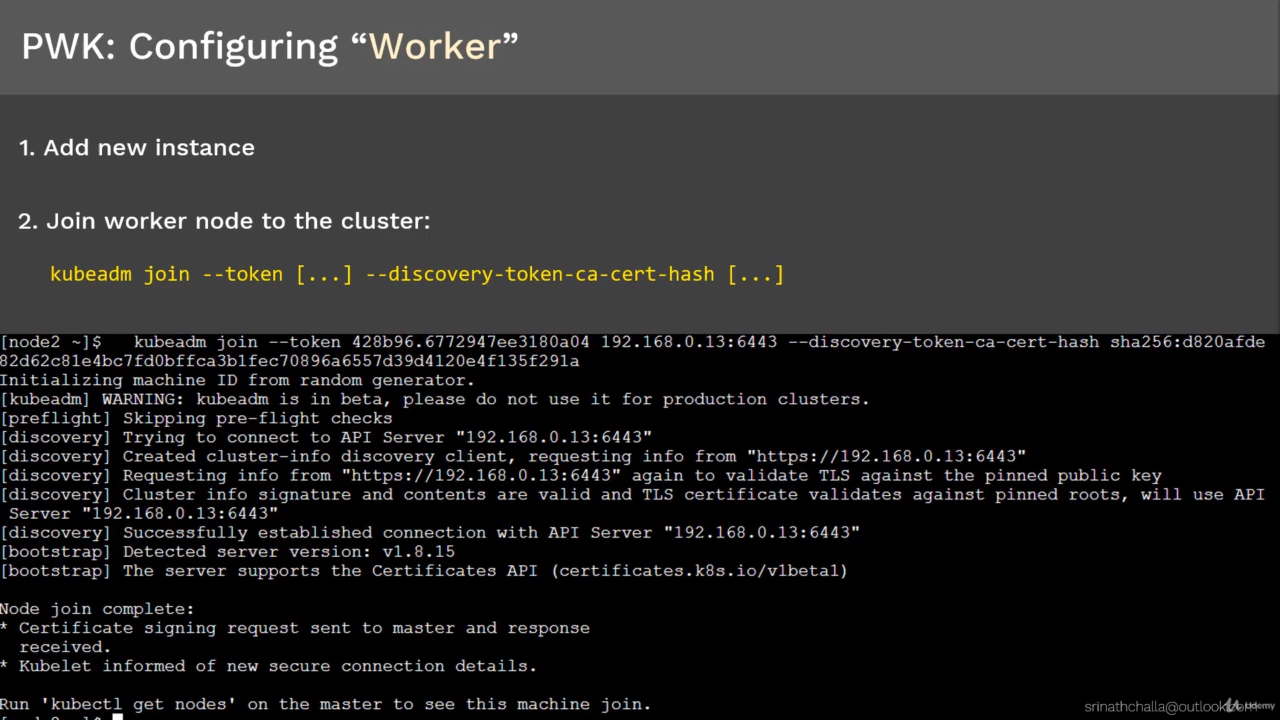 PWK: Configuring “Worker”
1. Add new instance
2. Join worker node to the cluster:
kubeadm join --token [...] --discovery-token-ca-cert-hash [...]
[node2 ~]$   kubeadm join --token 428b96.6772947ee3180a04 192.168.0.13:6443 --discovery-token-ca-cert-hash sha256:d820afde
82d62c81e4bc7fd0bffca3b1fec70896a6557d39d4120e4f135f291a
Initializing machine ID from random generator.
[kubeadm] WARNING: kubeadm is in beta, please do not use it for production clusters.
[preflight] Skipping pre-flight checks
[discovery] Trying to connect to API Server "192.168.0.13:6443"
[discovery] Created cluster-info discovery client, requesting info from "https://192.168.0.13:6443"
[discovery] Requesting info from "https://192.168.0.13:6443" again to validate TLS against the pinned public key
[discovery] Cluster info signature and contents are valid and TLS certificate validates against pinned roots, will use API
Server "192.168.0.13:6443"
[discovery] Successfully established connection with API Server "192.168.0.13:6443"
[bootstrap] Detected server version: v1.8.15
[bootstrap] The server supports the Certificates API (certificates.k8s.io/v1beta1)
Node join complete:
* Certificate signing request sent to master and response
received.
* Kubelet informed of new secure connection details.
Run 'kubectl get nodes' on the master to see this machine join.
srinathchalla@outlook.com
Udemy